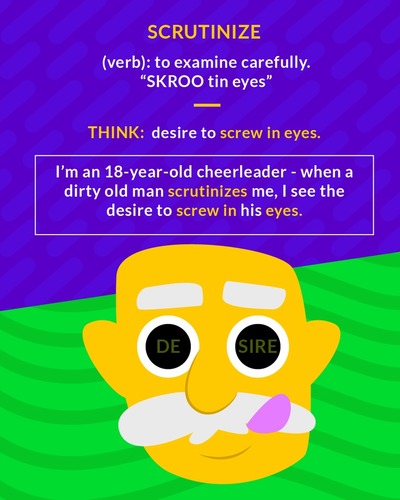 SCRUTINIZE
(verb): to examine carefully.
“SKROO tin eyes”
THINK: desire to screw in eyes.
I’m an 18-year-old cheerleader - when a
dirty old man scrutinizes me, I see the
desire to screw in his eyes.
DE SIRE